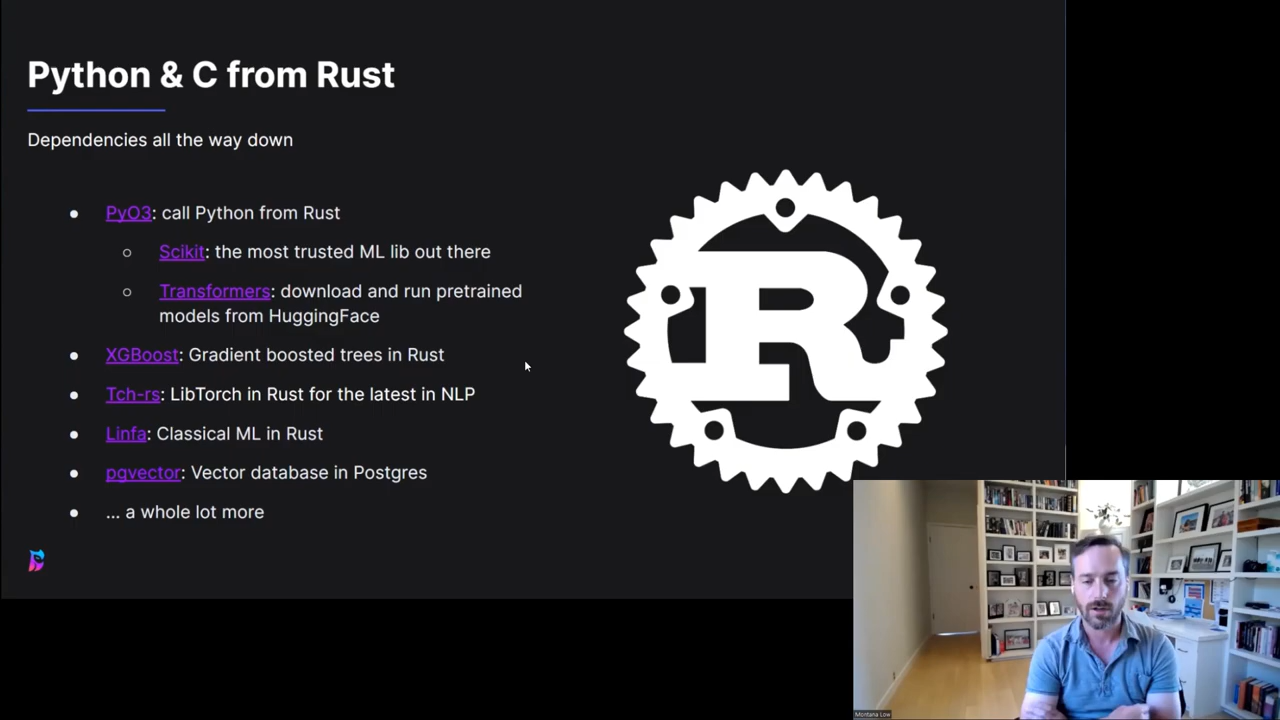 Python & C from Rust
Dependencies all the way down
● PyO3: call Python from Rust
○ Scikit: the most trusted ML lib out there
○ Transformers: download and run pretrained
models from HuggingFace
● XGBoost: Gradient boosted trees in Rust
● Tch-rs: LibTorch in Rust for the latest in NLP
● Linfa: Classical ML in Rust
● pgvector: Vector database in Postgres
● ... a whole lot more
R
Montana Low